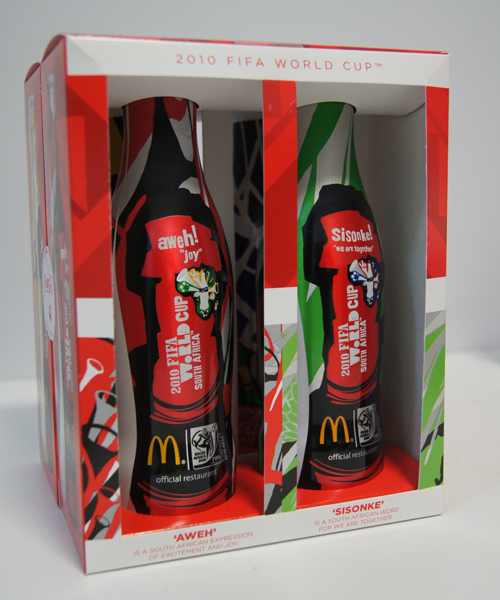 2010 FIFA WORLD CUP™
aweh!
"joy"
2010 FIFA
WORLD CUP
SOUTH AFRICA
M
official restaurant
sisonke!
"we are together"
2010 FIFA
WORLD CUP
SOUTH AFRICA
M
official restaurant
'AWEH'
IS A SOUTH AFRICAN EXPRESSION
OF EXCITEMENT AND JOY.
'SISONKE'
IS A SOUTH AFRICAN WORD
FOR WE ARE TOGETHER.